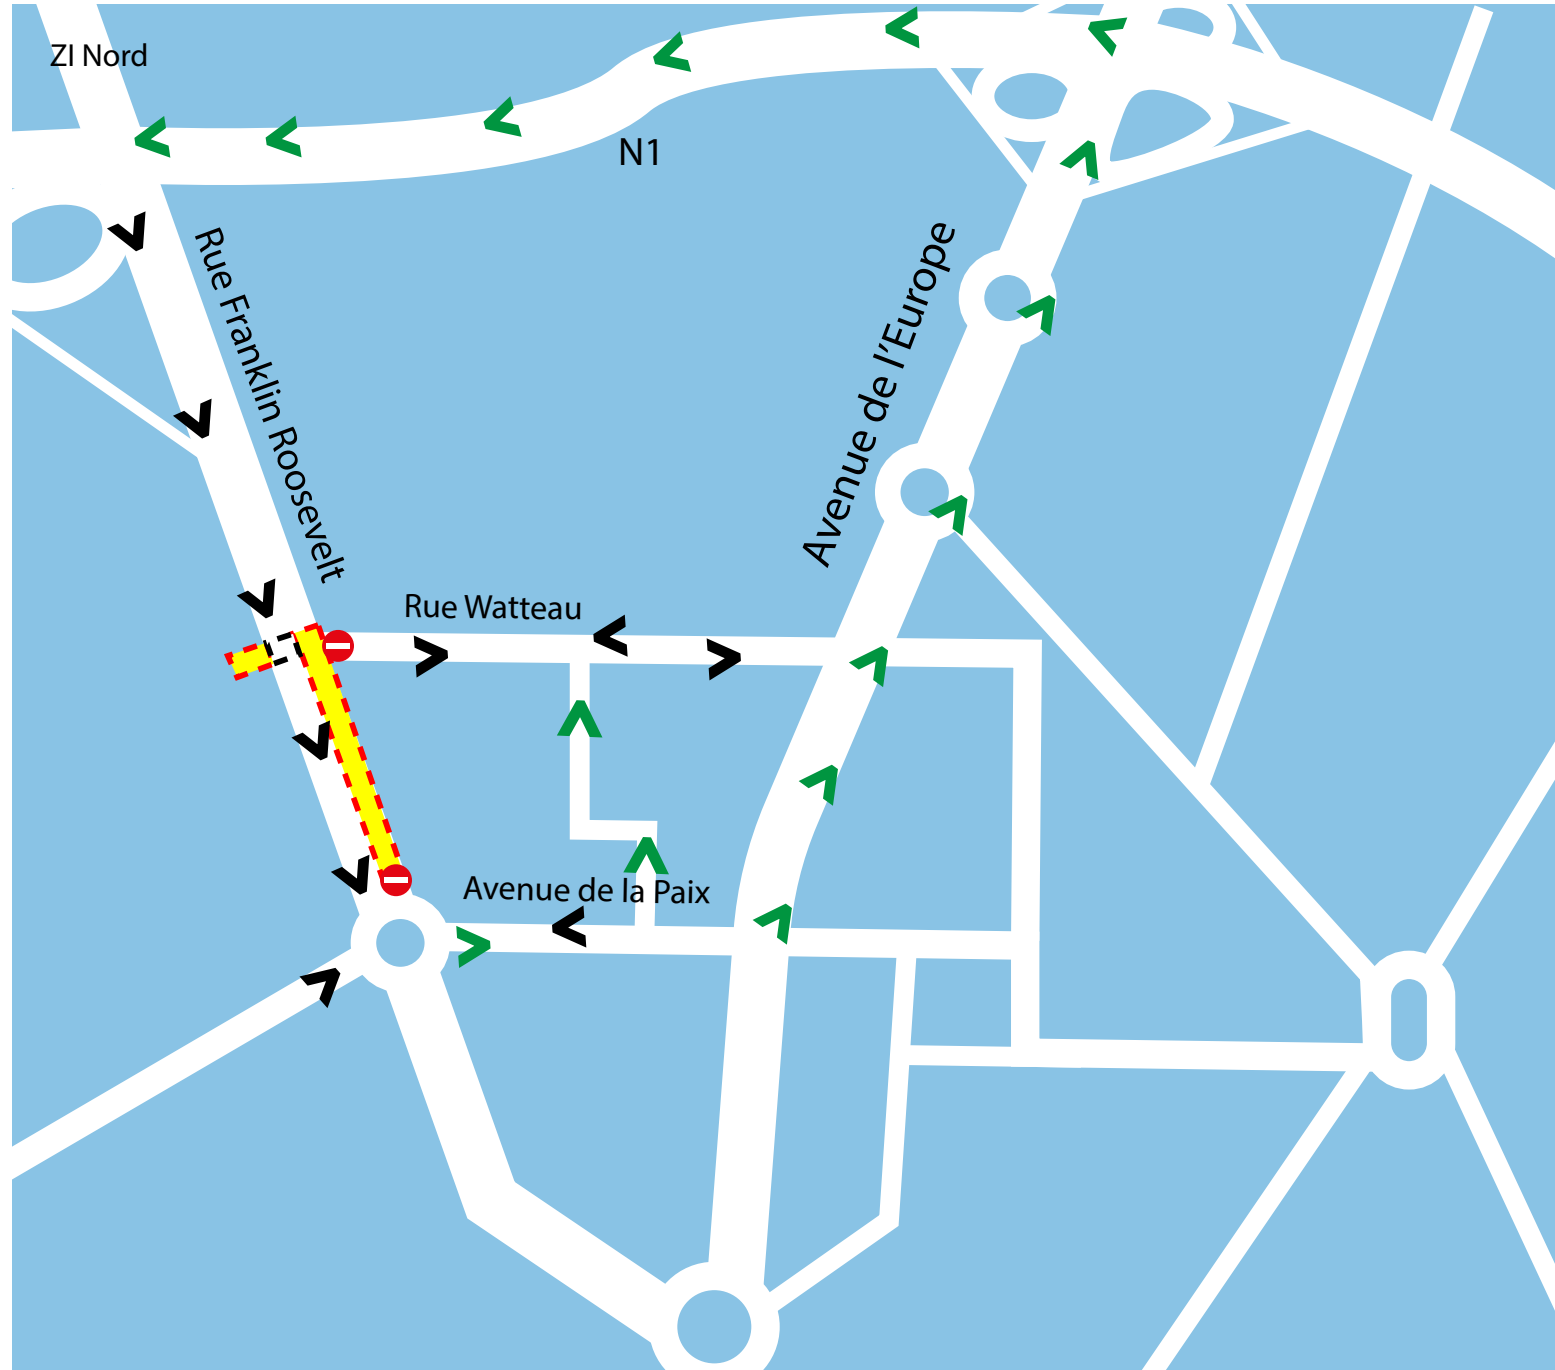 ZI Nord
N1
Rue Franklin Roosevelt
Avenue de l'Europe
Rue Watteau
Avenue de la Paix